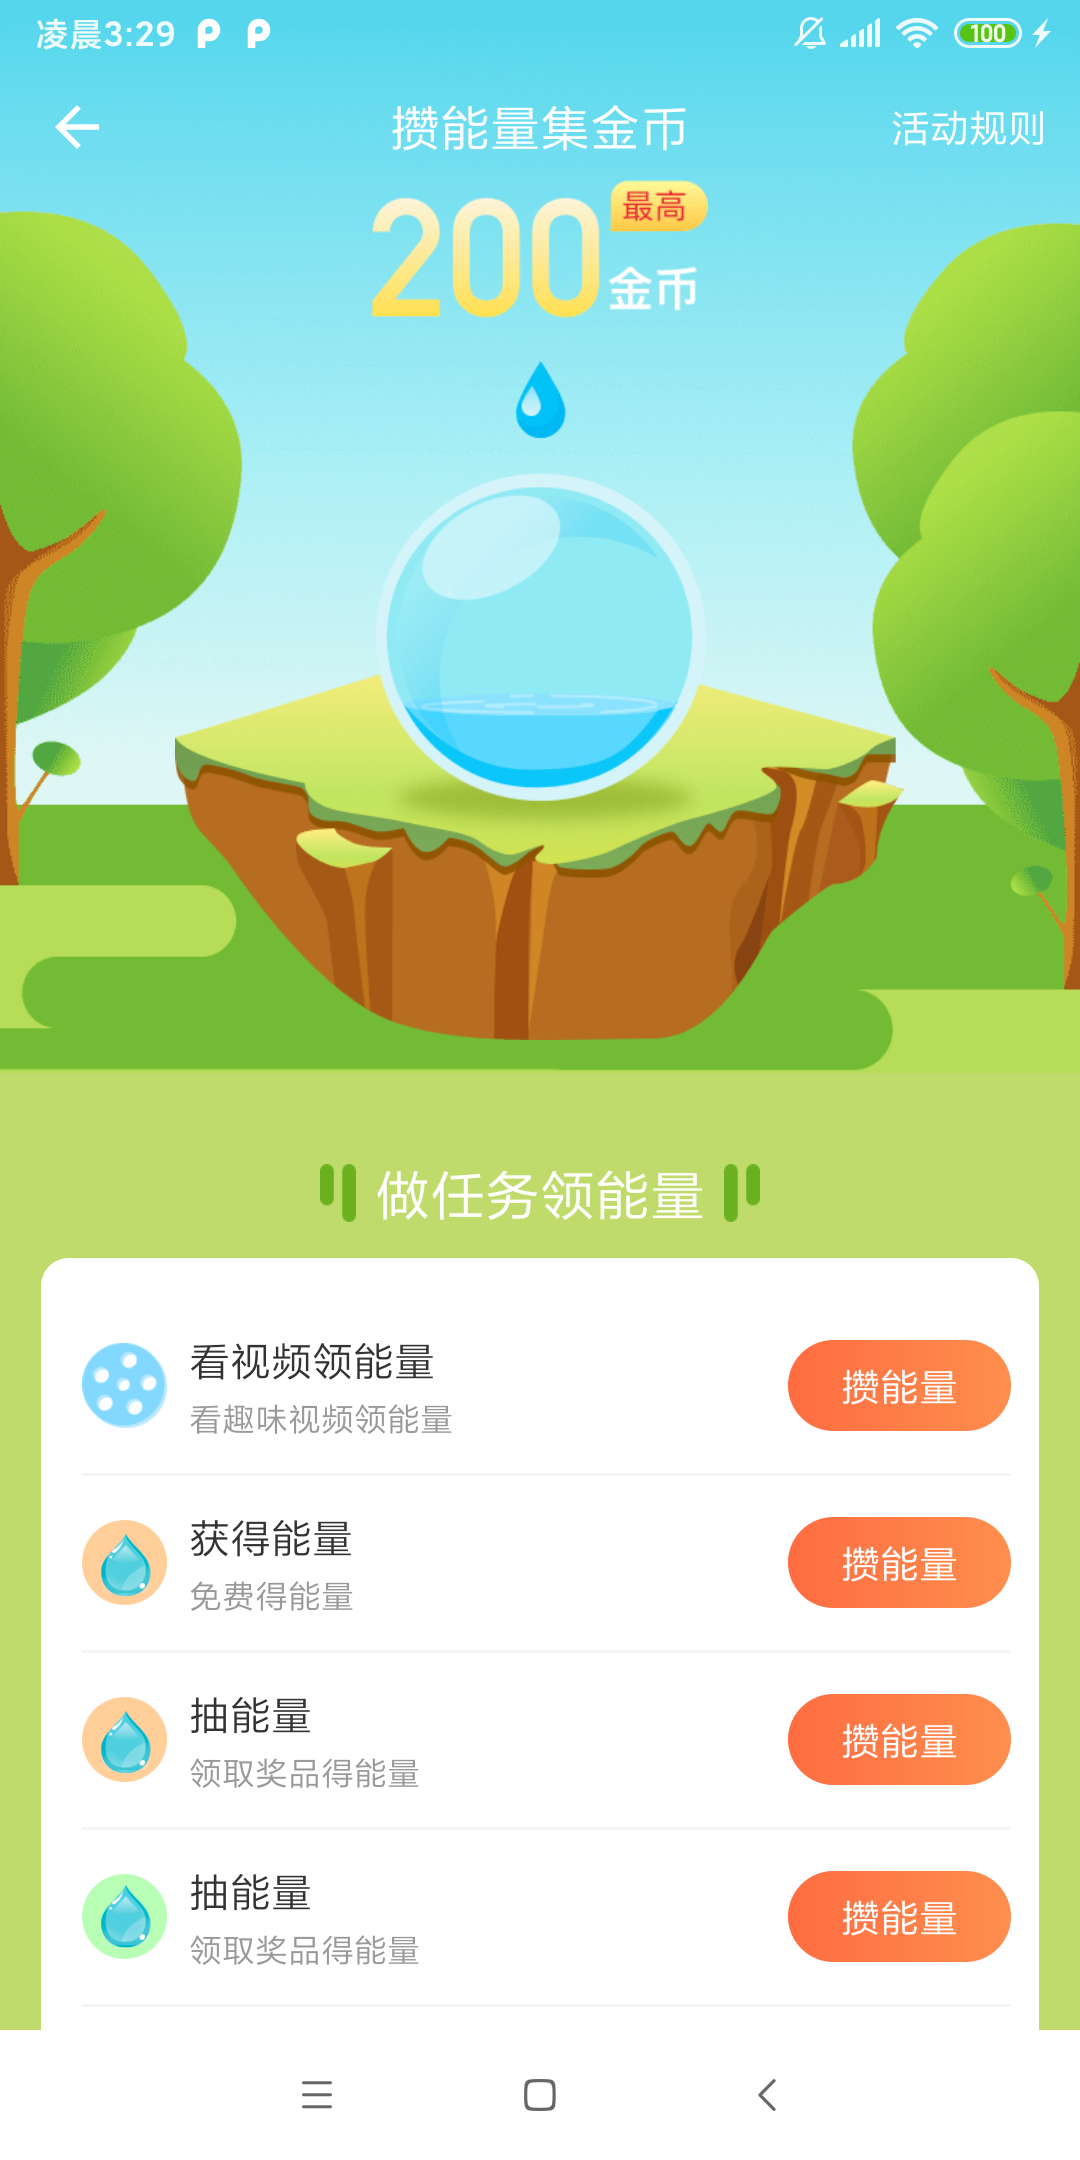 凌晨3:29
100
攒能量集金币
活动规则
200
最高
金币
做任务领能量
看视频领能量
看趣味视频领能量
攒能量
获得能量
免费得能量
攒能量
抽能量
领取奖品得能量
攒能量
抽能量
领取奖品得能量
攒能量